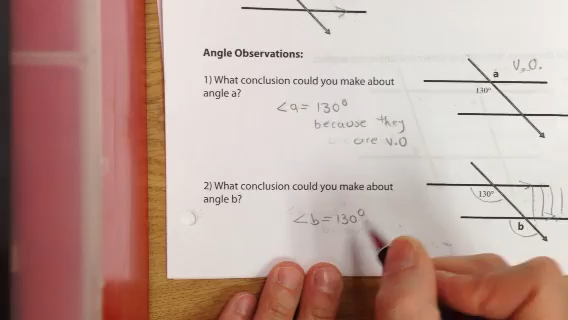 Angle Observations:
1) What conclusion could you make about
angle a?
∠a = 130°
because they
are V.O
a
V.O.
130°
2) What conclusion could you make about
angle b?
∠b = 130°
130°
b